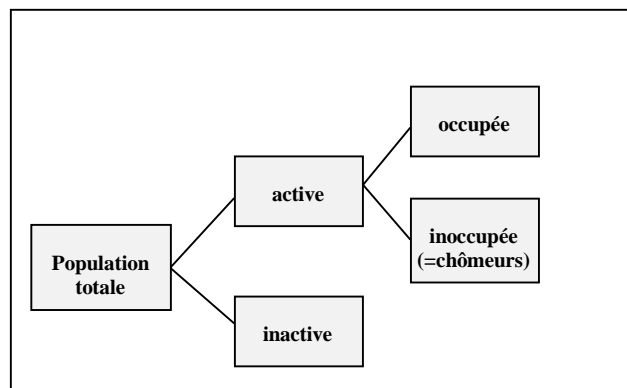 occupée
active
inoccupée
(=chômeurs)
Population
totale
inactive